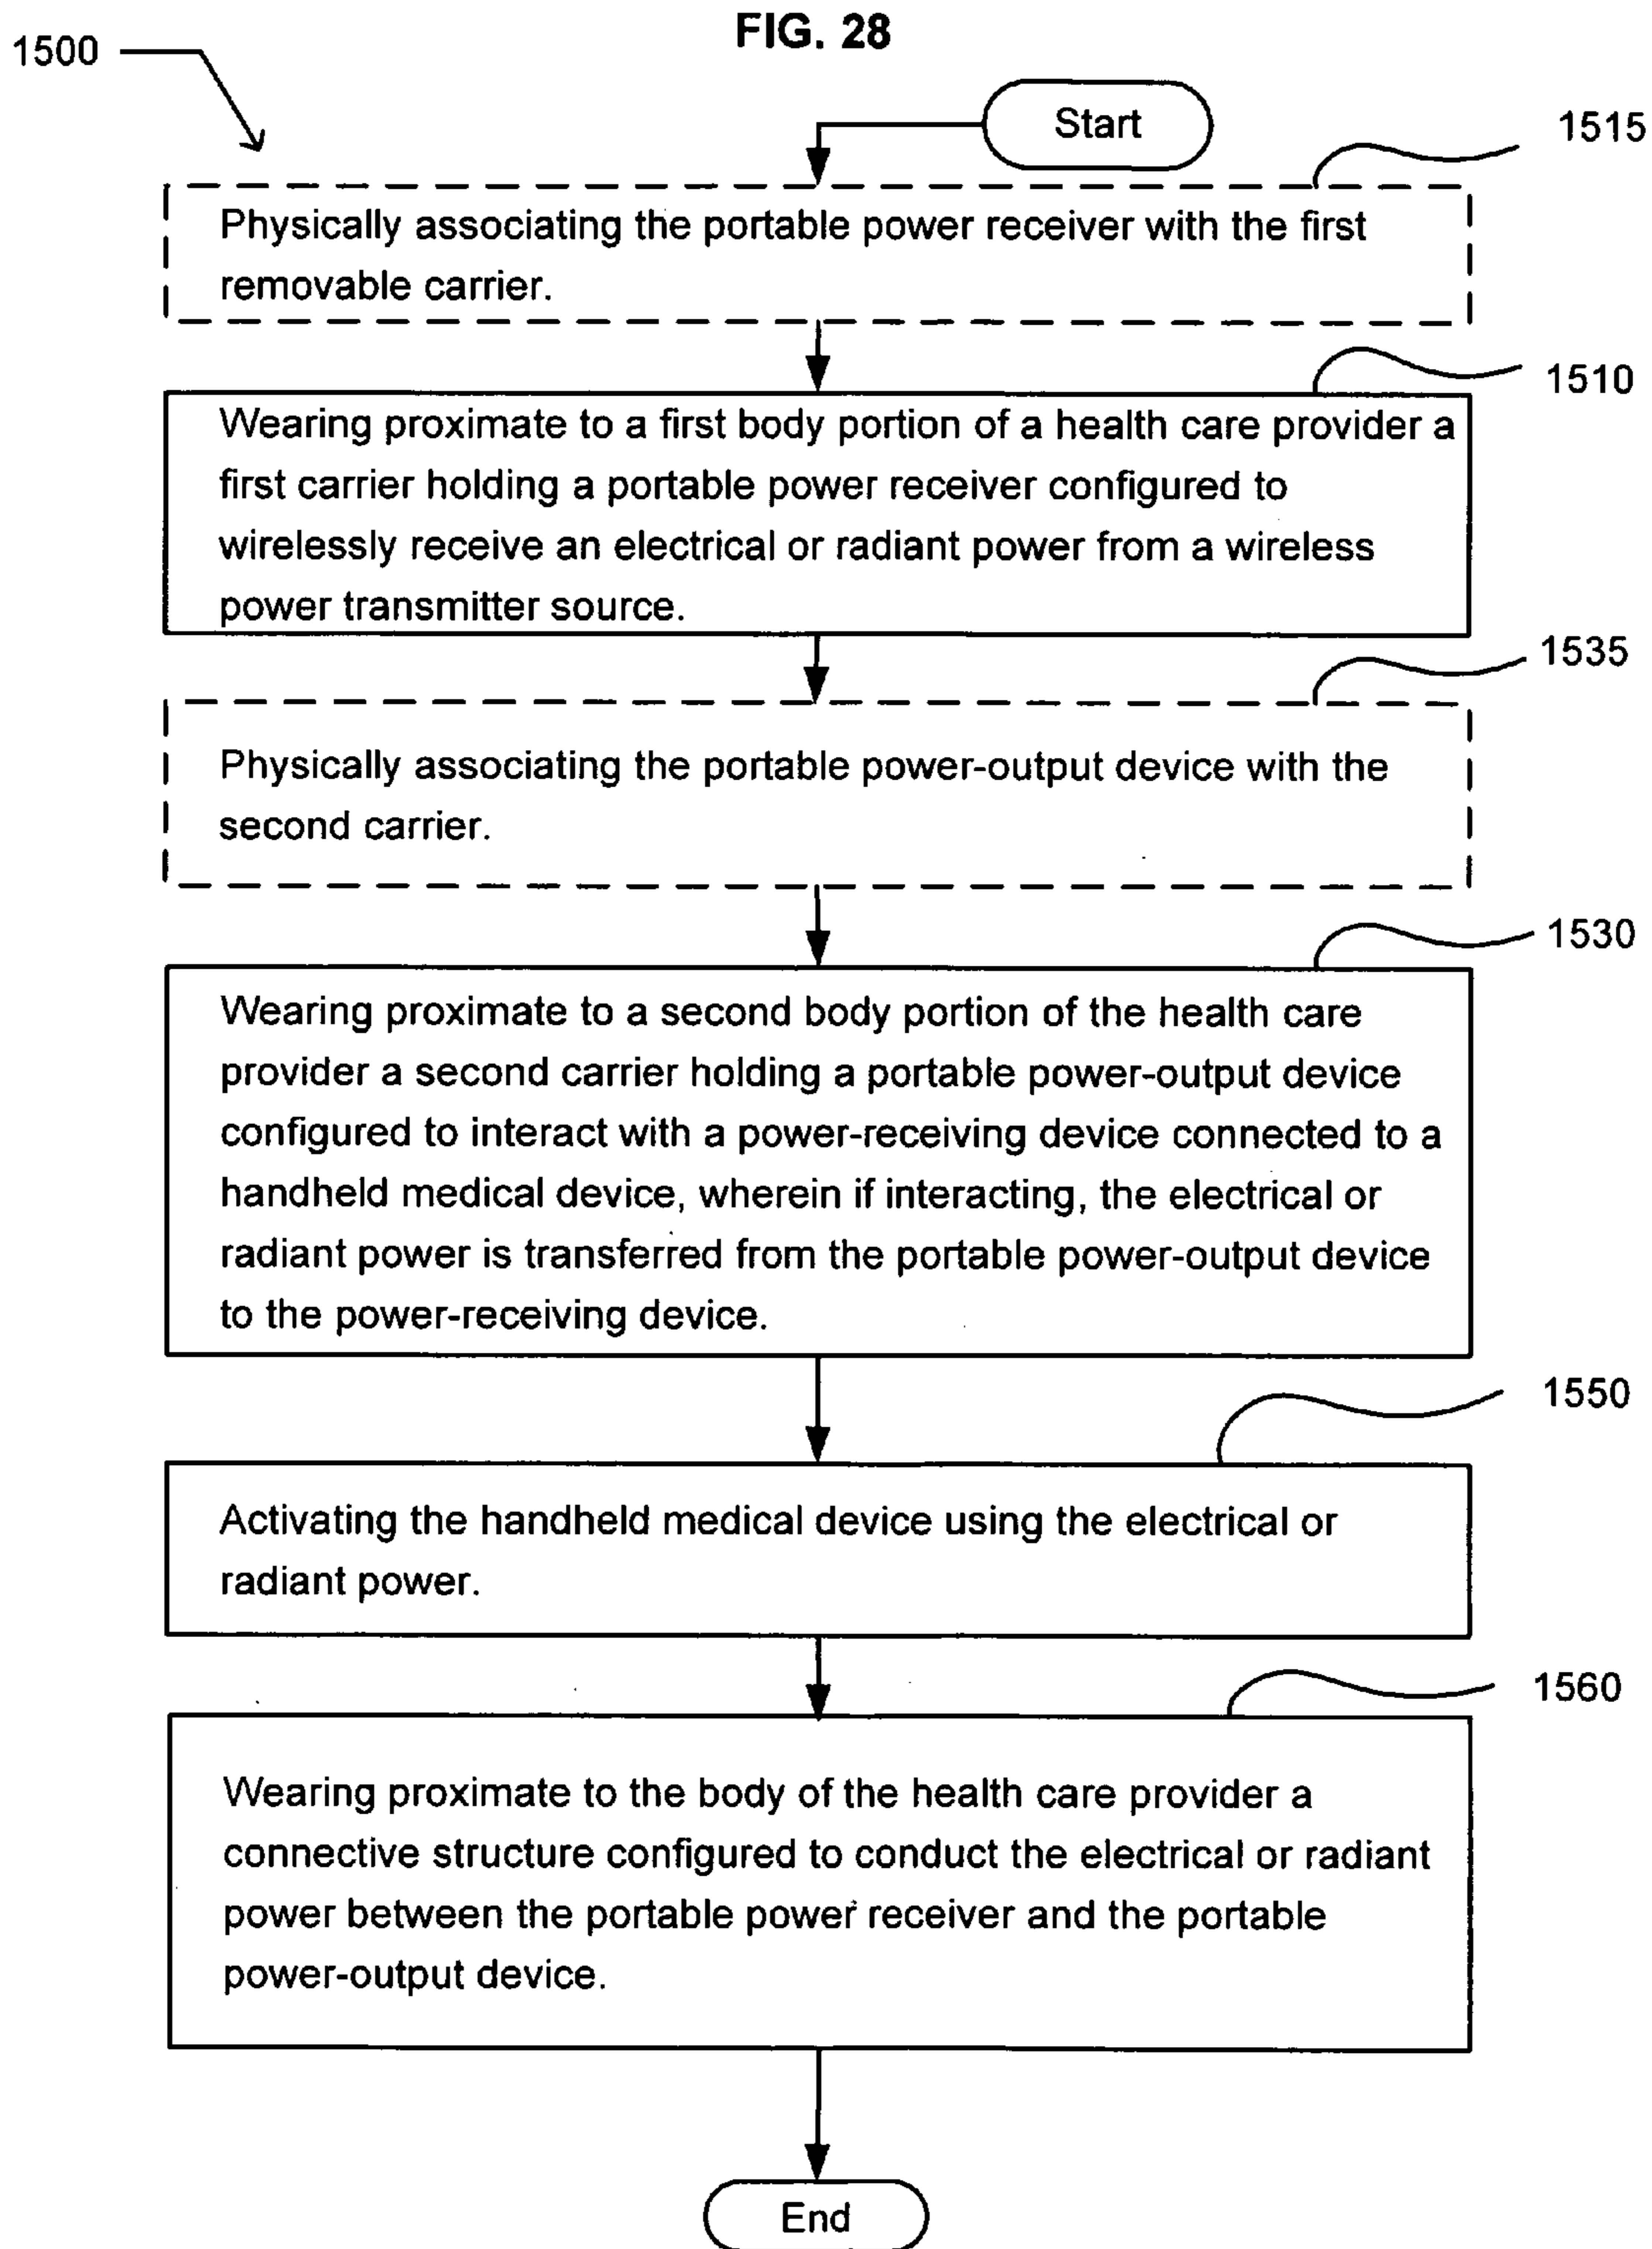 FIG. 28
1500
Start
1515
Physically associating the portable power receiver with the first
removable carrier.
1510
Wearing proximate to a first body portion of a health care provider a
first carrier holding a portable power receiver configured to
wirelessly receive an electrical or radiant power from a wireless
power transmitter source.
1535
Physically associating the portable power-output device with the
second carrier.
1530
Wearing proximate to a second body portion of the health care
provider a second carrier holding a portable power-output device
configured to interact with a power-receiving device connected to a
handheld medical device, wherein if interacting, the electrical or
radiant power is transferred from the portable power-output device
to the power-receiving device.
1550
Activating the handheld medical device using the electrical or
radiant power.
1560
Wearing proximate to the body of the health care provider a
connective structure configured to conduct the electrical or radiant
power between the portable power receiver and the portable
power-output device.
End